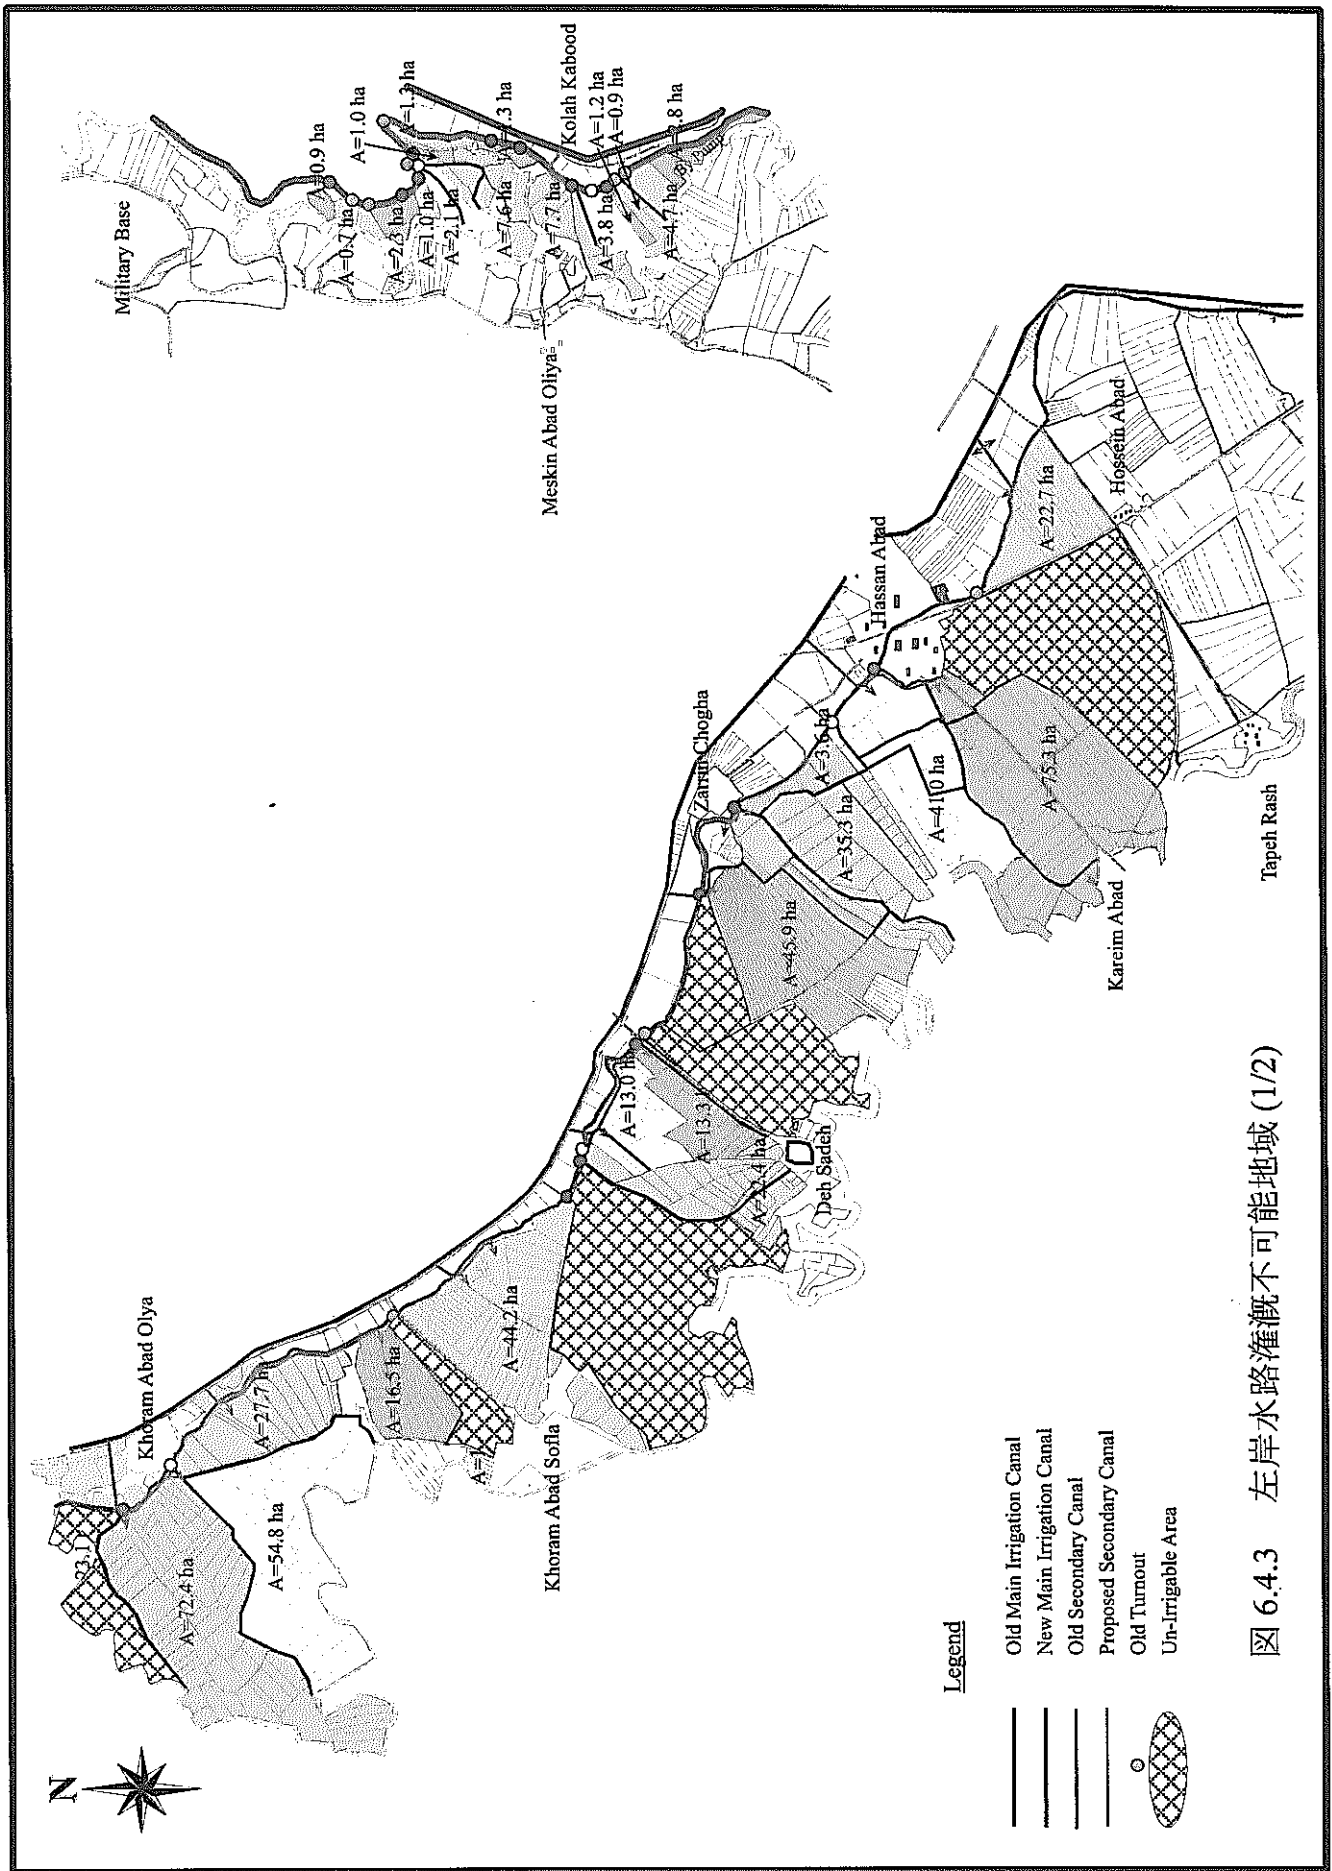 N
Military Base
A=0.9 ha
A=1.0 ha
A=1.3 ha
A=0.7 ha
A=2.3 ha
A=1.0 ha
A=2.1 ha
A=7.6 ha
Kolah Kabood
A=1.2 ha
A=0.9 ha
A=7.7 ha
A=3.8 ha
A=4.7 ha
Meskin Abad Oliya
Khoram Abad Olya
A=72.4 ha
A=54.8 ha
A=27.7
A=16.5 ha
Khoram Abad Sofla
A=44.2 ha
A=13.0
A=13.3
A=22.4 ha
Deh Sadeh
A=45.9 ha
Zarrin Chogha
A=35.3 ha
A=3.6 ha
A=41.0 ha
Hassan Abad
A=75.3 ha
Kareim Abad
A=22.7 ha
Hossein Abad
Tapeh Rash
Legend
Old Main Irrigation Canal
New Main Irrigation Canal
Old Secondary Canal
Proposed Secondary Canal
Old Turnout
Un-Irrigable Area
図 6.4.3 左岸水路灌漑不可能地域 (1/2)